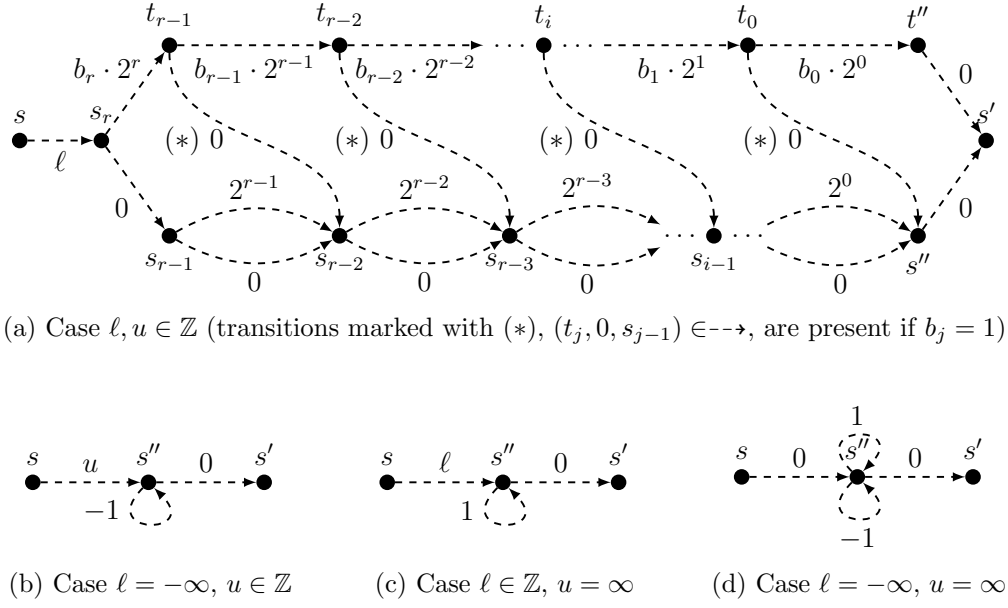 t_{r−1} t_{r−2} t_i t_0 t''
b_r · 2^r b_{r−1} · 2^{r−1} b_{r−2} · 2^{r−2} ··· ··· b_1 · 2^1 b_0 · 2^0 0
s s_r (∗) 0 (∗) 0 (∗) 0 (∗) 0 s'
ℓ
0 2^{r−1} 2^{r−2} 2^{r−3} 2^0 0
··· ···
s_{r−1} 0 s_{r−2} 0 s_{r−3} 0 s_{i−1} 0 s''
(a) Case ℓ, u ∈ ℤ (transitions marked with (∗), (t_j, 0, s_{j−1}) ∈⇢, are present if b_j = 1)
s u s'' 0 s'
−1
s ℓ s'' 0 s'
1
1
s 0 s'' 0 s'
−1
(b) Case ℓ = −∞, u ∈ ℤ
(c) Case ℓ ∈ ℤ, u = ∞
(d) Case ℓ = −∞, u = ∞